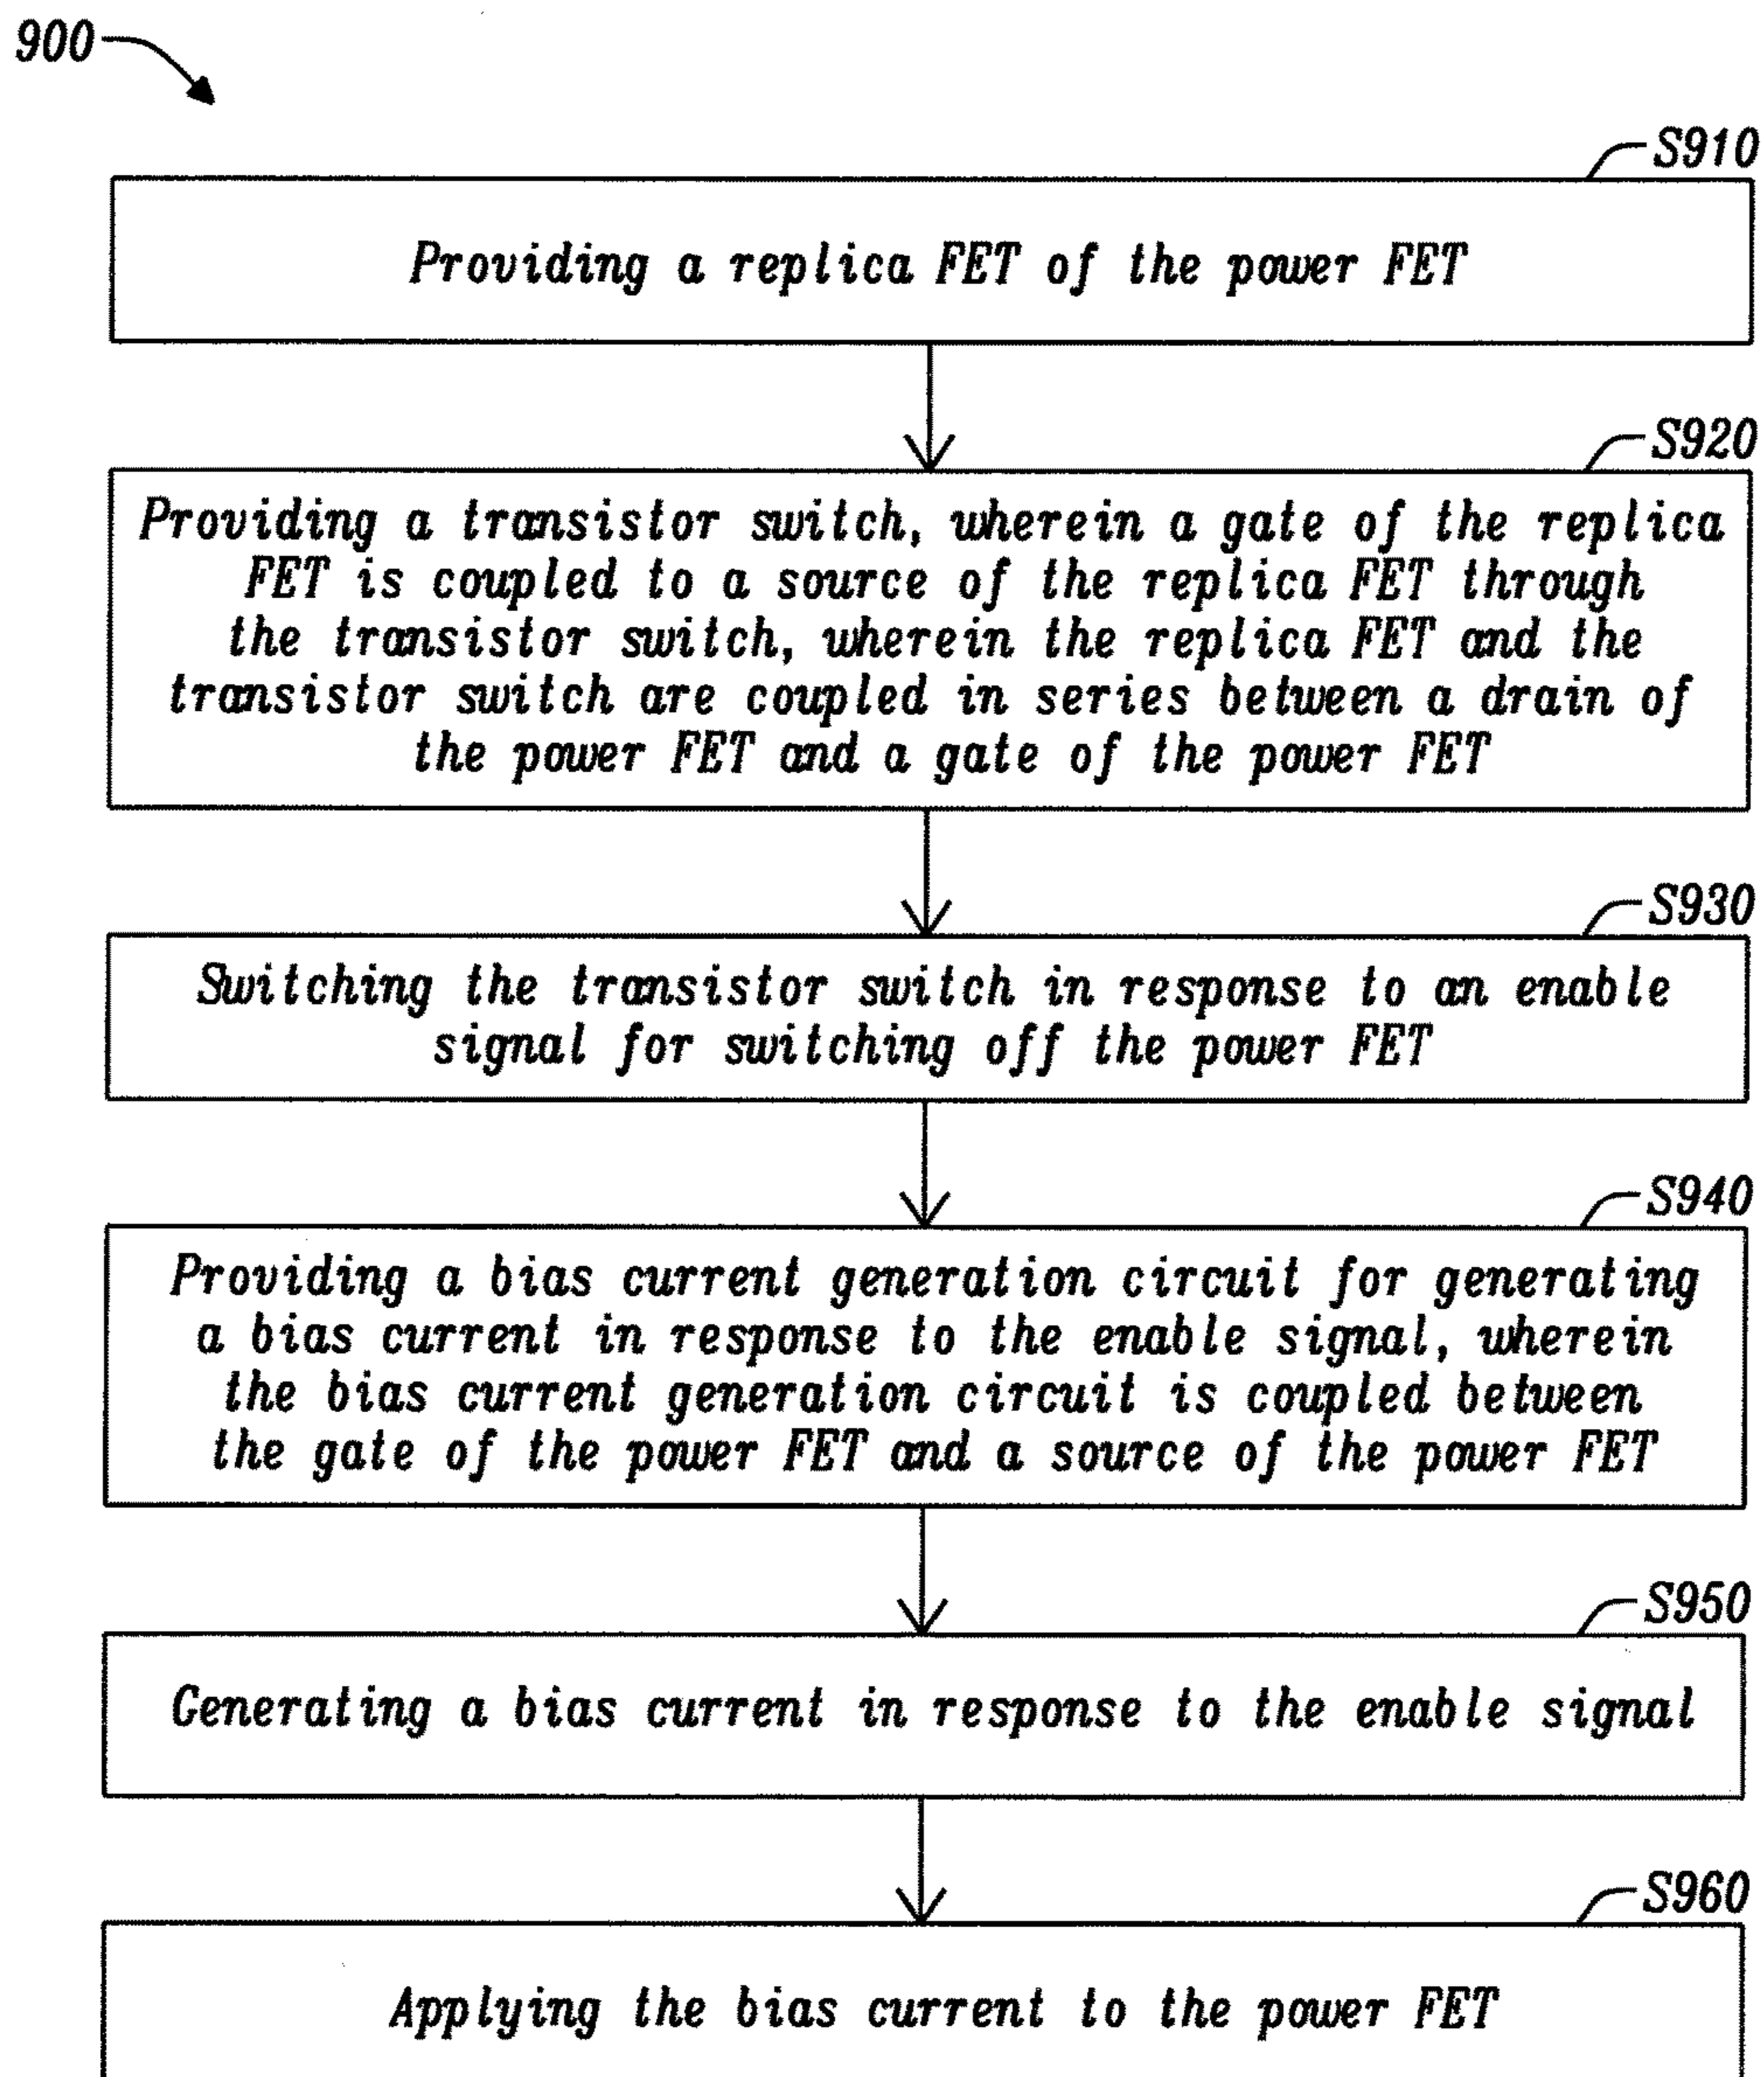 900
S910
Providing a replica FET of the power FET
S920
Providing a transistor switch, wherein a gate of the replica
FET is coupled to a source of the replica FET through
the transistor switch, wherein the replica FET and the
transistor switch are coupled in series between a drain of
the power FET and a gate of the power FET
S930
Switching the transistor switch in response to an enable
signal for switching off the power FET
S940
Providing a bias current generation circuit for generating
a bias current in response to the enable signal, wherein
the bias current generation circuit is coupled between
the gate of the power FET and a source of the power FET
S950
Generating a bias current in response to the enable signal
S960
Applying the bias current to the power FET